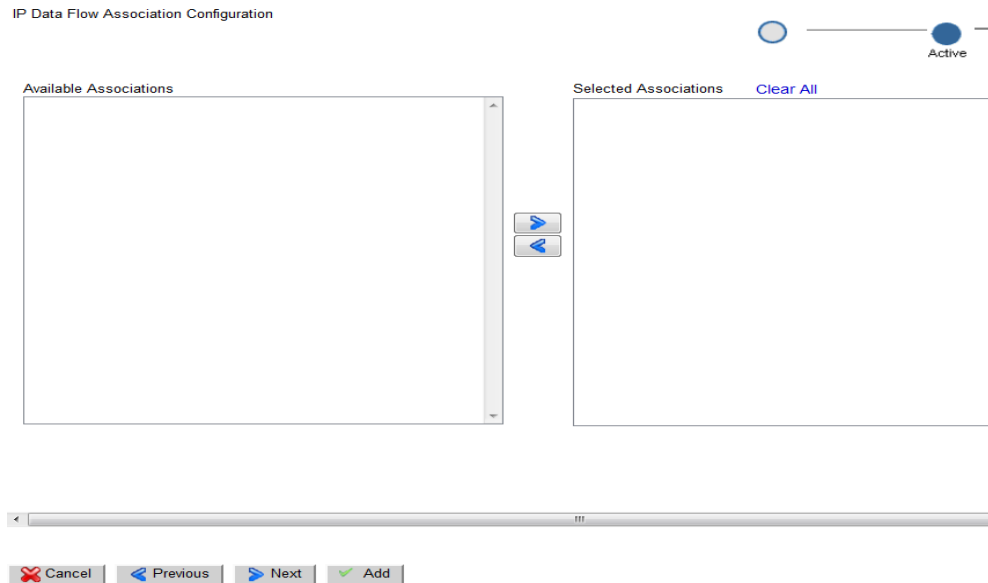 IP Data Flow Association Configuration
Active
Available Associations
Selected Associations Clear All
Cancel Previous Next Add